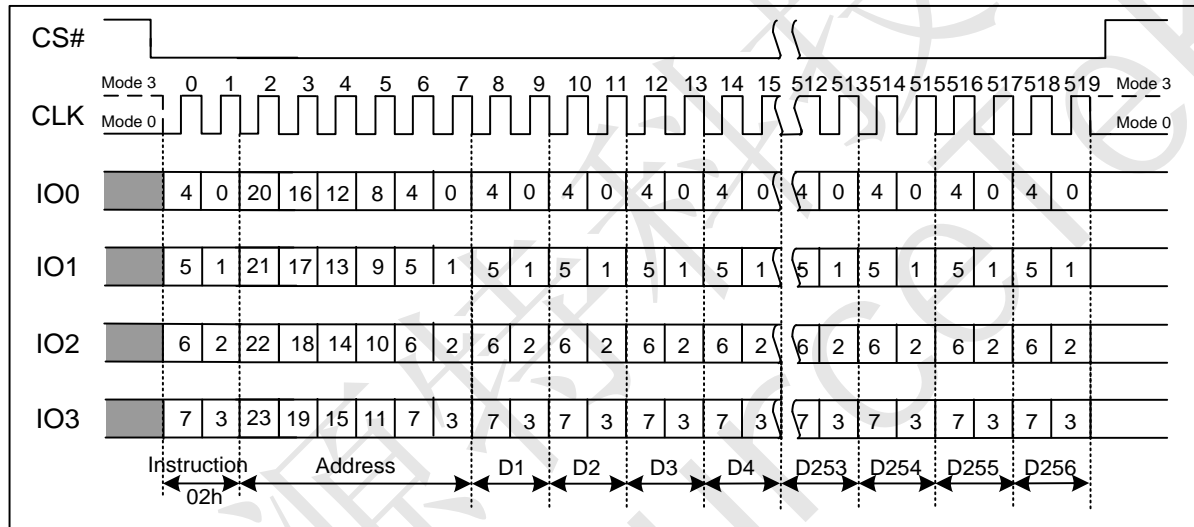 CS#
Mode 3 0 1 2 3 4 5 6 7 8 9 10 11 12 13 14 15 512 513 514 515 516 517 518 519 Mode 3
CLK
Mode 0 Mode 0
IO0 4 0 20 16 12 8 4 0 4 0 4 0 4 0 4 0 4 0 4 0 4 0 4 0
IO1 5 1 21 17 13 9 5 1 5 1 5 1 5 1 5 1 5 1 5 1 5 1 5 1
IO2 6 2 22 18 14 10 6 2 6 2 6 2 6 2 6 2 6 2 6 2 6 2 6 2
IO3 7 3 23 19 15 11 7 3 7 3 7 3 7 3 7 3 7 3 7 3 7 3 7 3
Instruction Address D1 D2 D3 D4 D253 D254 D255 D256
02h
源特科技